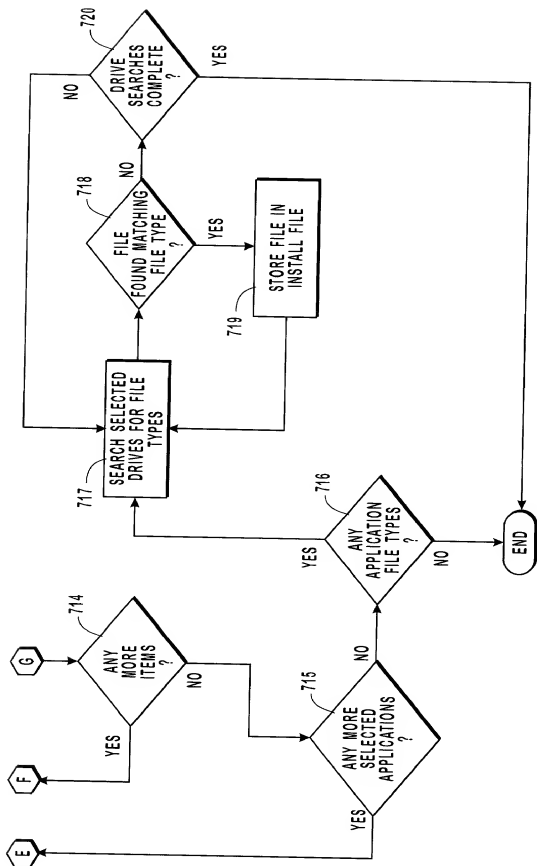 G
714
ANY
MORE
ITEMS
?
YES
NO
F
E
715
ANY MORE
SELECTED
APPLICATIONS
?
YES
NO
716
ANY
APPLICATION
FILE TYPES
?
YES
NO
717
SEARCH SELECTED
DRIVES FOR FILE
TYPES
718
FILE
FOUND MATCHING
FILE TYPE
?
NO
YES
719
STORE FILE IN
INSTALL FILE
720
DRIVE
SEARCHES
COMPLETE
?
NO
YES
END